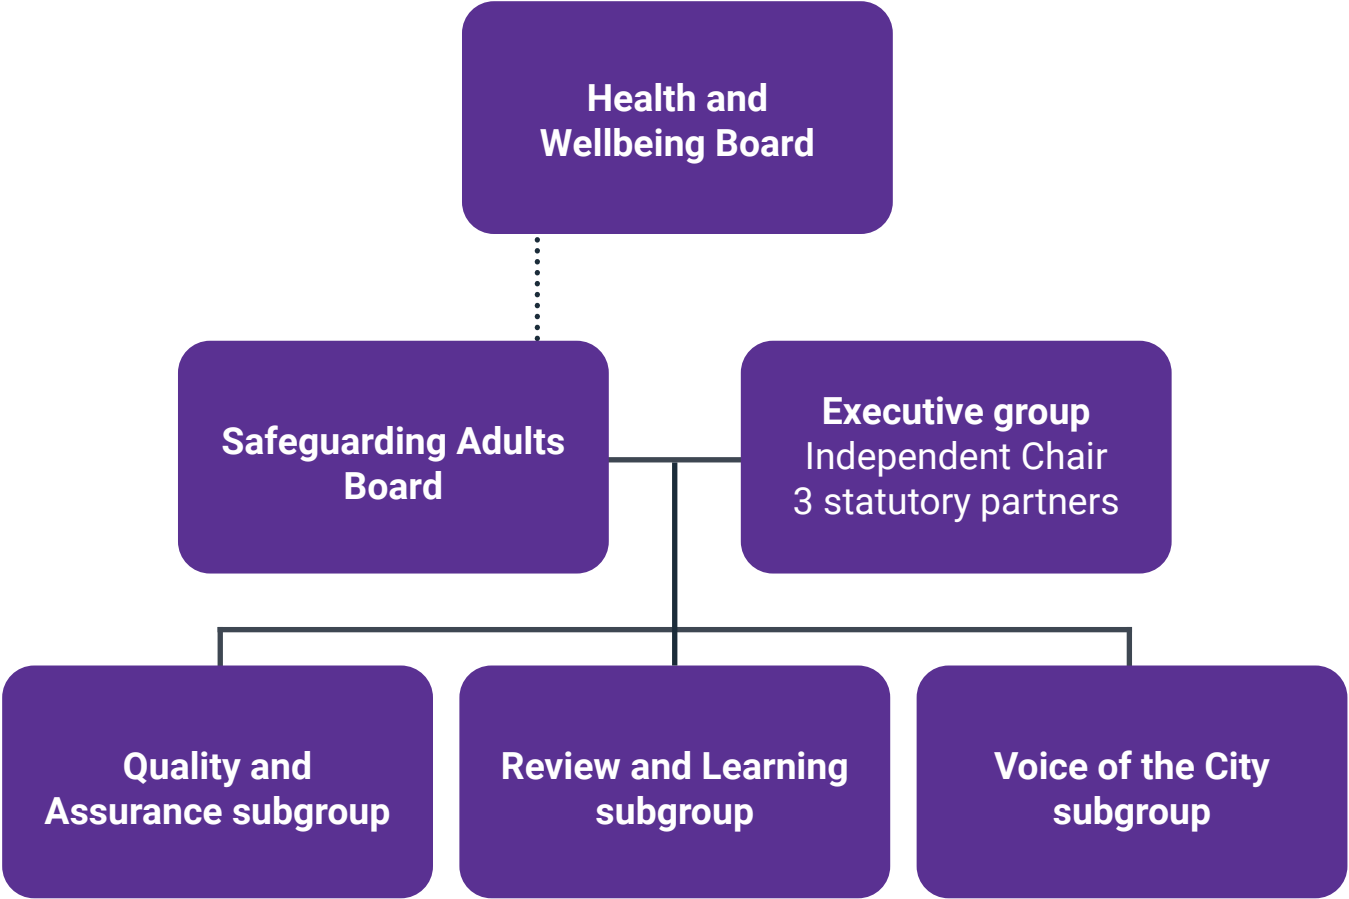 Health and
Wellbeing Board
Safeguarding Adults
Board
Executive group
Independent Chair
3 statutory partners
Quality and
Assurance subgroup
Review and Learning
subgroup
Voice of the City
subgroup